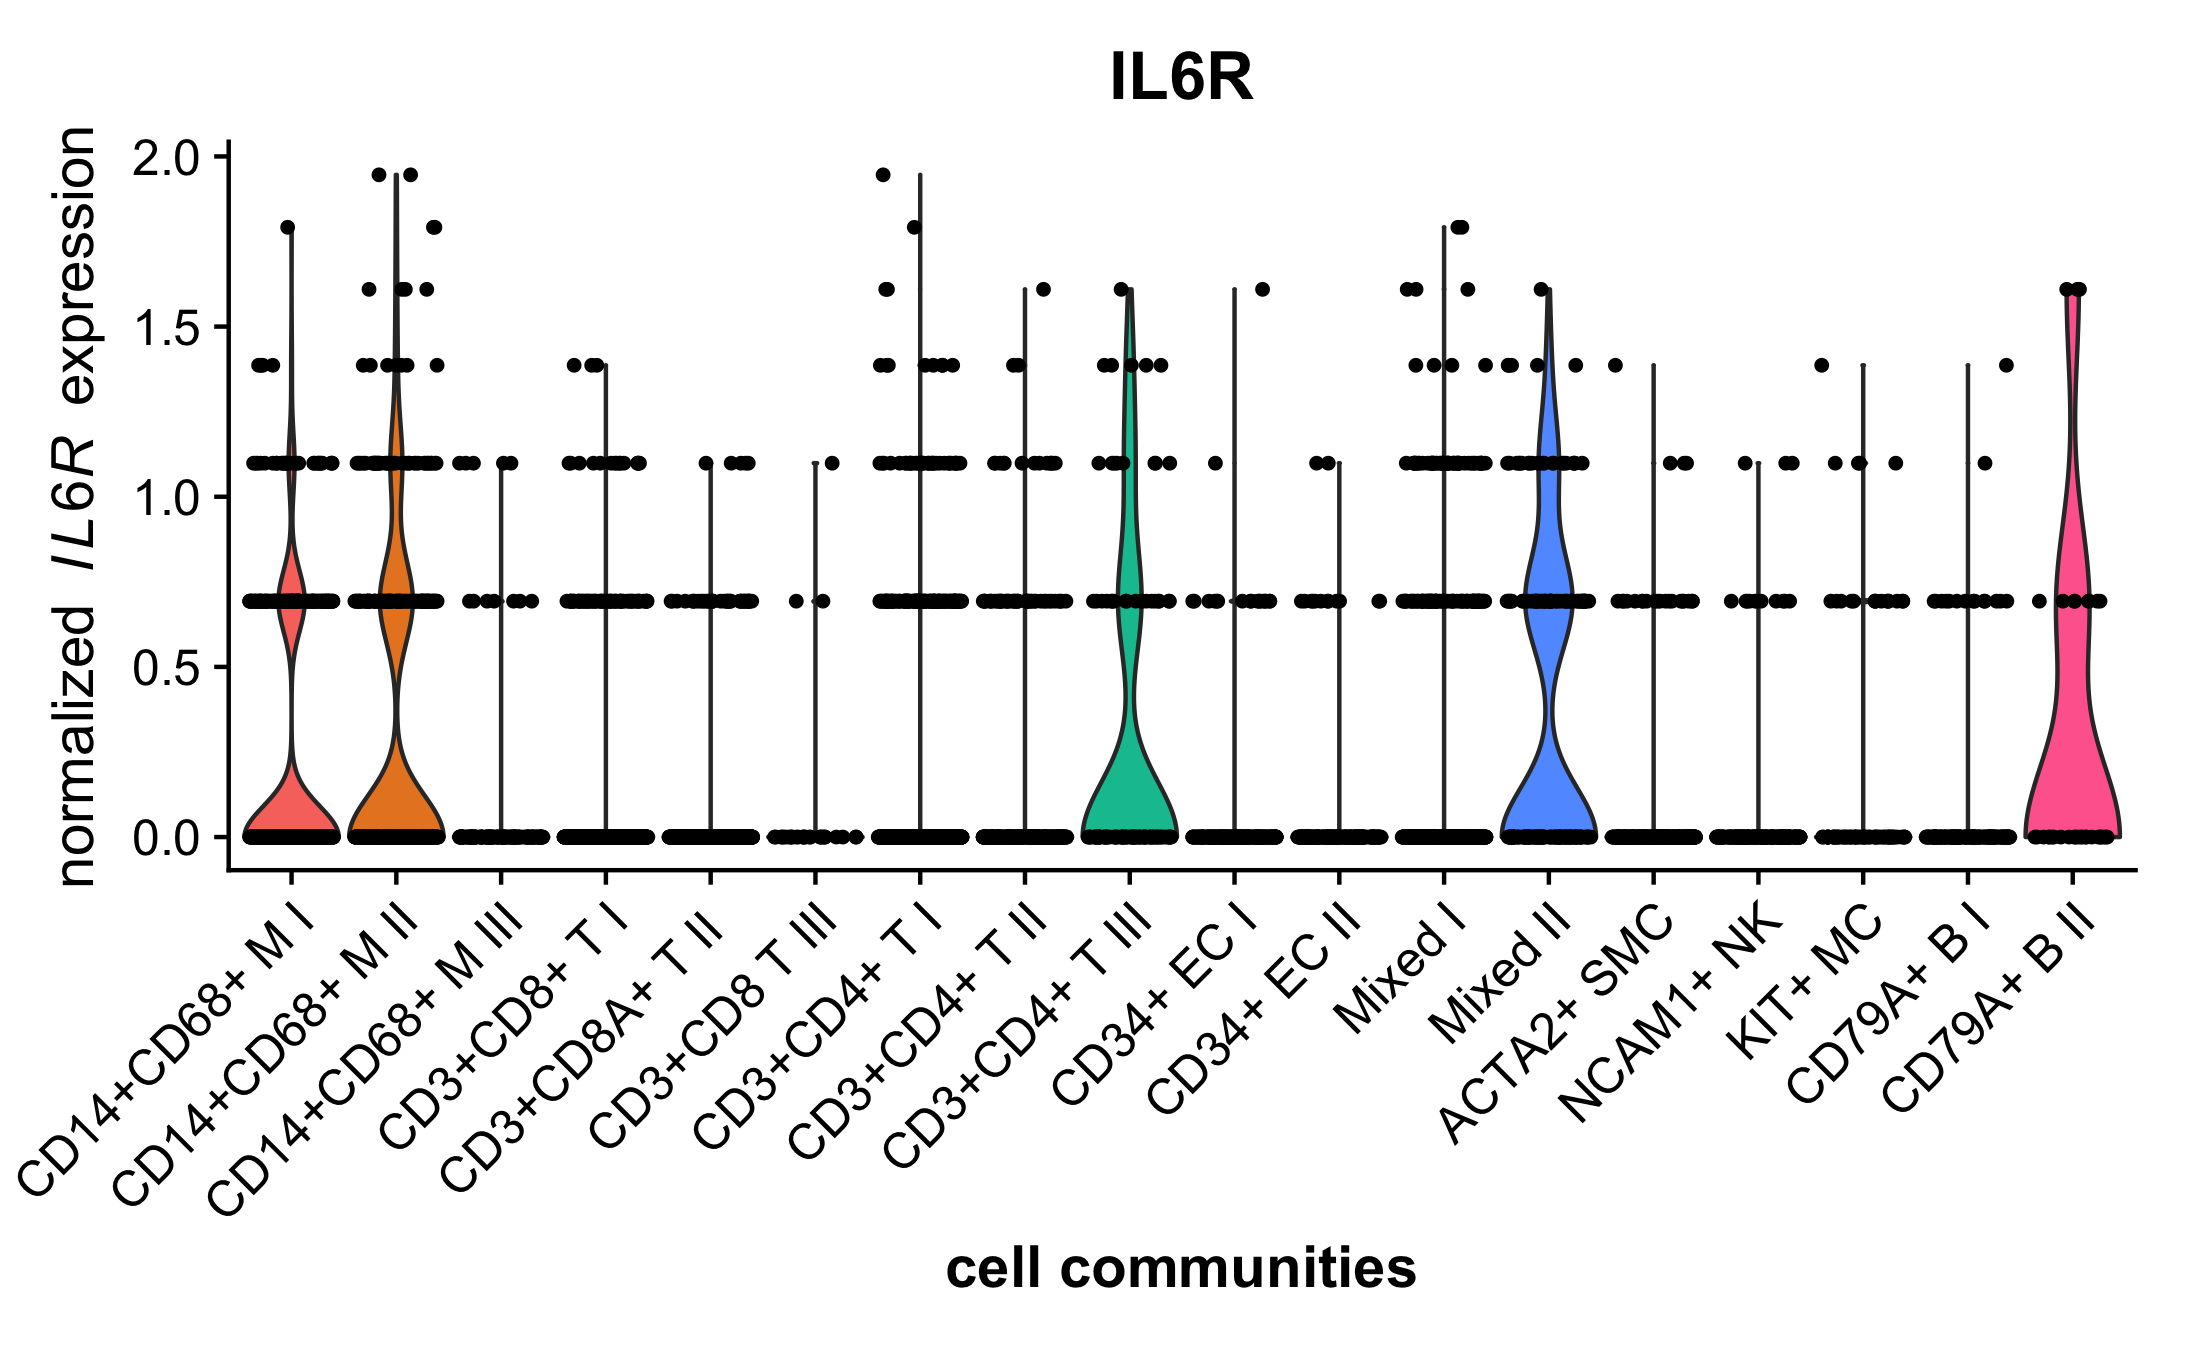 IL6R
normalized IL6R expression
2.0
1.5
1.0
0.5
0.0
CD14+CD68+ M I
CD14+CD68+ M II
CD14+CD68+ M III
CD3+CD8+ T I
CD3+CD8A+ T II
CD3+CD8 T III
CD3+CD4+ T I
CD3+CD4+ T II
CD3+CD4+ T III
CD34+ EC I
CD34+ EC II
Mixed I
Mixed II
ACTA2+ SMC
NCAM1+ NK
KIT+ MC
CD79A+ B I
CD79A+ B II
cell communities